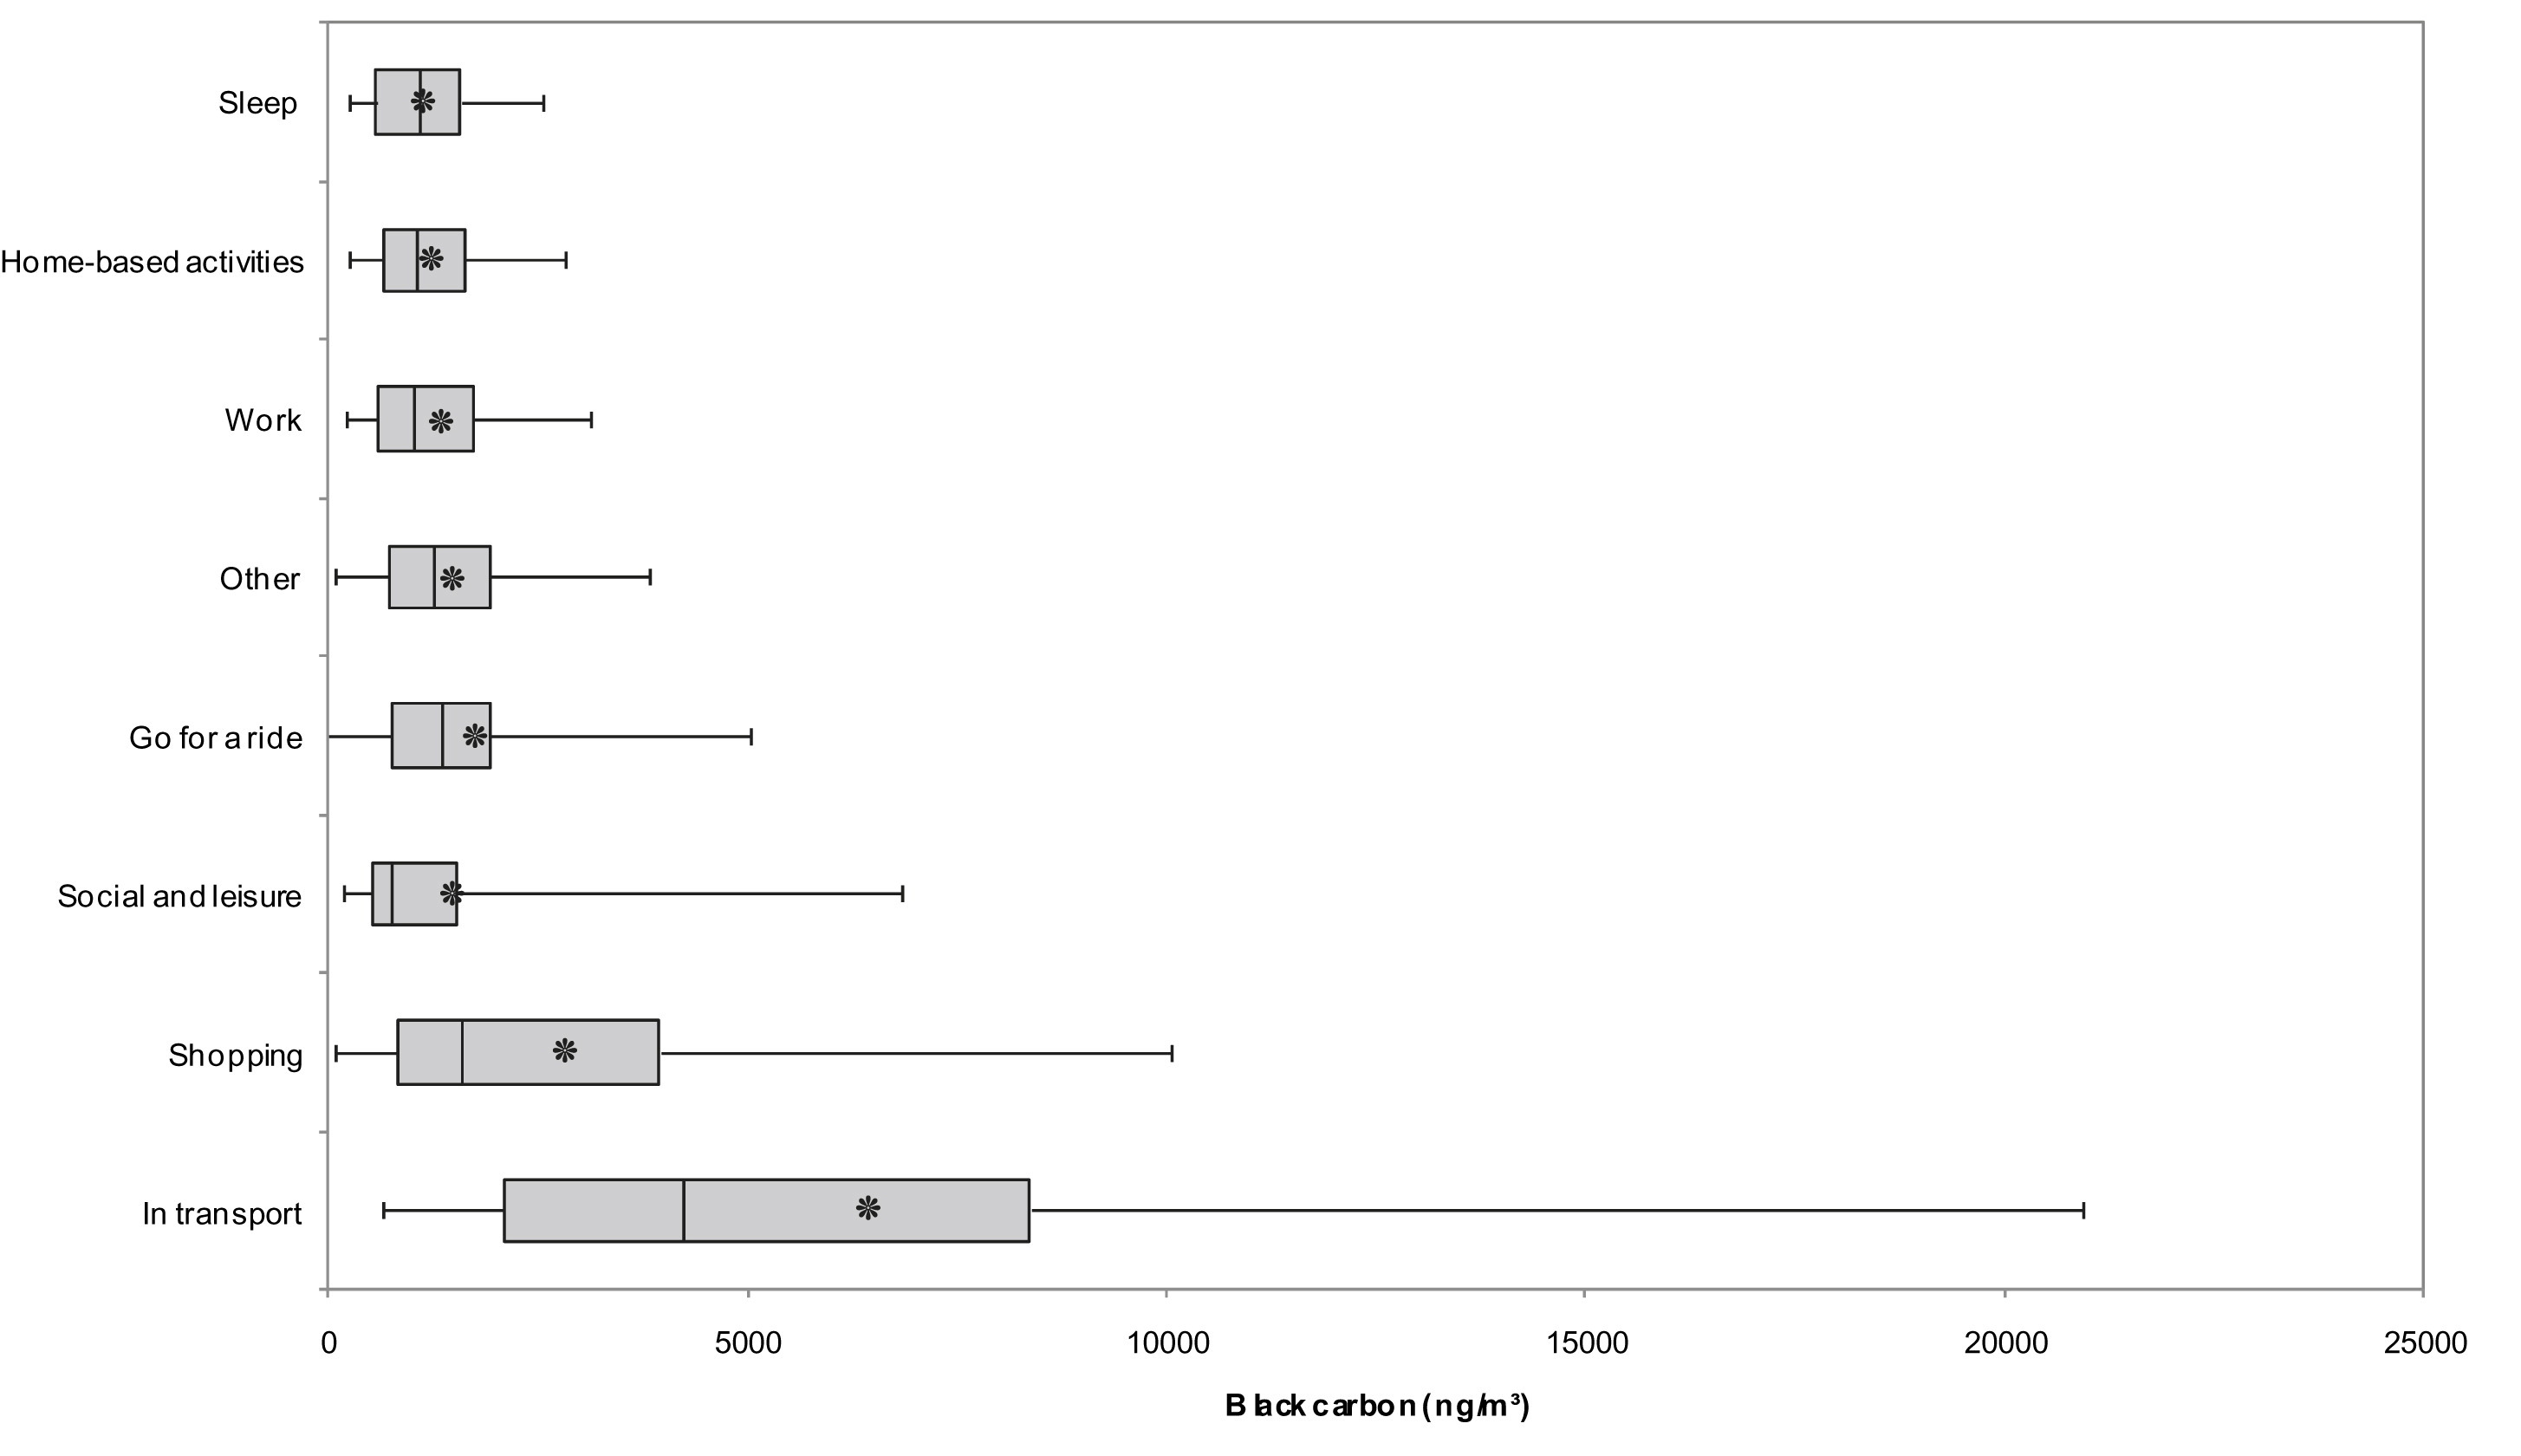 Sleep
Home-based activities
Work
Other
Go for a ride
Social and leisure
Shopping
In transport
0 5000 10000 15000 20000 25000
Black carbon (ng/m³)